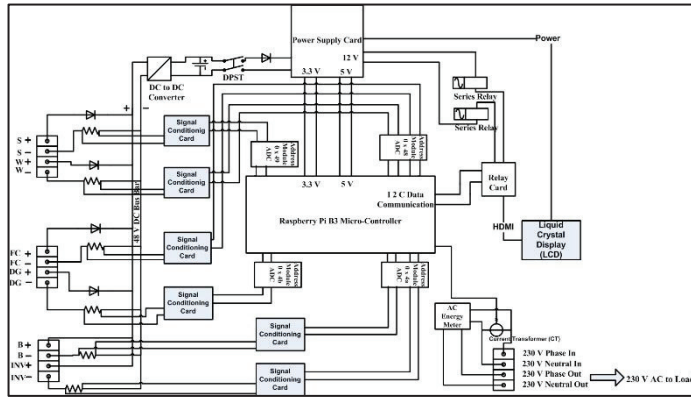 Power Supply Card
Power
12 V
3.3 V
5 V
DC to DC
Converter
DPST
+
–
Series Relay
Series Relay
S +
S –
W +
W –
Signal
Conditionig
Card
Signal
Conditionig
Card
ADC
Module
0 x 49
Address
ADC
Module
0 x 48
Address
48 V DC Bus Bar
3.3 V
5 V
I 2 C Data
Communication
Raspberry Pi B3 Micro-Controller
Relay
Card
HDMI
Liquid
Crystal
Display
(LCD)
FC +
FC –
DG +
DG –
Signal
Conditioning
Card
Signal
Conditioning
Card
ADC
0 x 4b
Module
Address
ADC
0 x 4a
Module
Address
AC
Energy
Meter
Current Transformer (CT)
B +
B –
INV+
INV–
Signal
Conditioning
Card
Signal
Conditioning
Card
230 V Phase In
230 V Neutral In
230 V Phase Out
230 V Neutral Out
230 V AC to Load